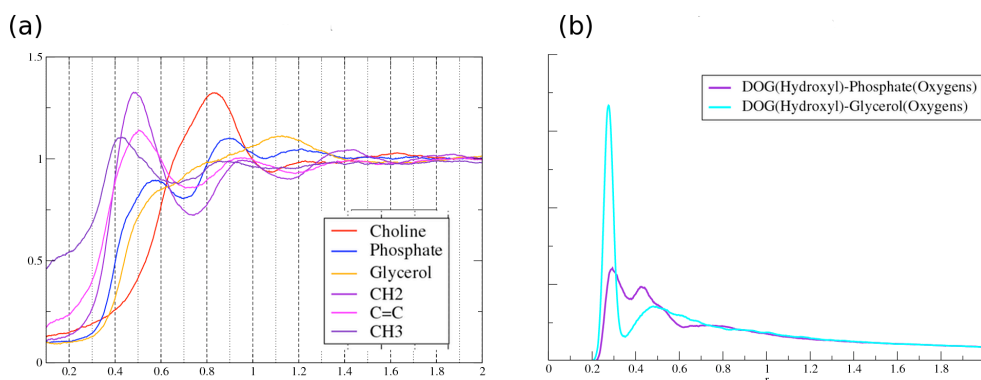 (a)
(b)
1.5
1
0.5
0
0.2
0.4
0.6
0.8
1
1.2
1.4
1.6
1.8
2
Choline
Phosphate
Glycerol
CH2
C=C
CH3
DOG(Hydroxyl)-Phosphate(Oxygens)
DOG(Hydroxyl)-Glycerol(Oxygens)
0
0.2
0.4
0.6
0.8
1
1.2
1.4
1.6
1.8